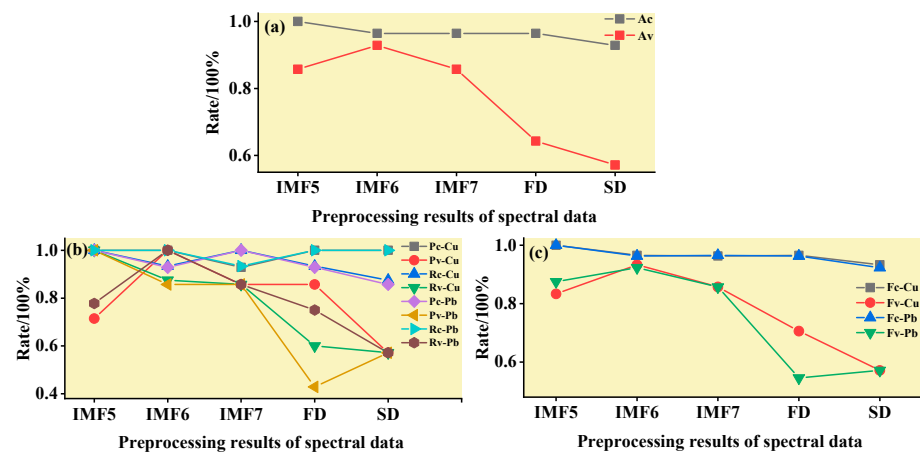 (a)
Ac
Av
Rate/100%
1.0
0.8
0.6
IMF5 IMF6 IMF7 FD SD
Preprocessing results of spectral data
(b)
Pc-Cu
Pv-Cu
Rc-Cu
Rv-Cu
Pc-Pb
Pv-Pb
Rc-Pb
Rv-Pb
Rate/100%
1.0
0.8
0.6
0.4
IMF5 IMF6 IMF7 FD SD
Preprocessing results of spectral data
(c)
Fc-Cu
Fv-Cu
Fc-Pb
Fv-Pb
Rate/100%
1.0
0.8
0.6
IMF5 IMF6 IMF7 FD SD
Preprocessing results of spectral data